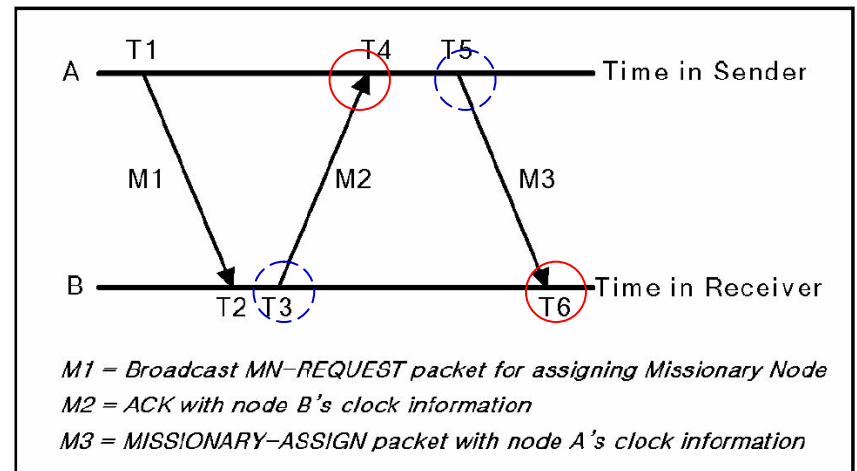 T1 T4 T5
A Time in Sender
M1 M2 M3
B Time in Receiver
T2 T3 T6
M1 = Broadcast MN-REQUEST packet for assigning Missionary Node
M2 = ACK with node B's clock information
M3 = MISSIONARY-ASSIGN packet with node A's clock information